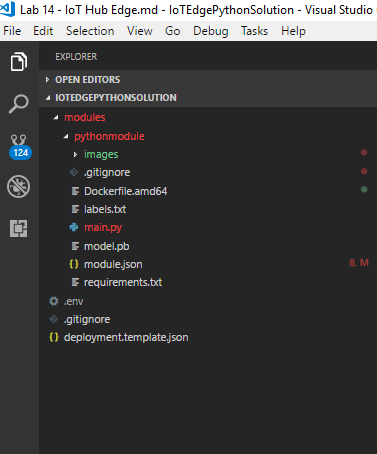 Lab 14 - IoT Hub Edge.md - IoTEdgePythonSolution - Visual Studio
File Edit Selection View Go Debug Tasks Help
EXPLORER
OPEN EDITORS
IOTEDGEPYTHONSOLUTION
modules
pythonmodule
images
.gitignore
124
Dockerfile.amd64
labels.txt
main.py
model.pb
{ } module.json 8, M
requirements.txt
.env
.gitignore
{ } deployment.template.json